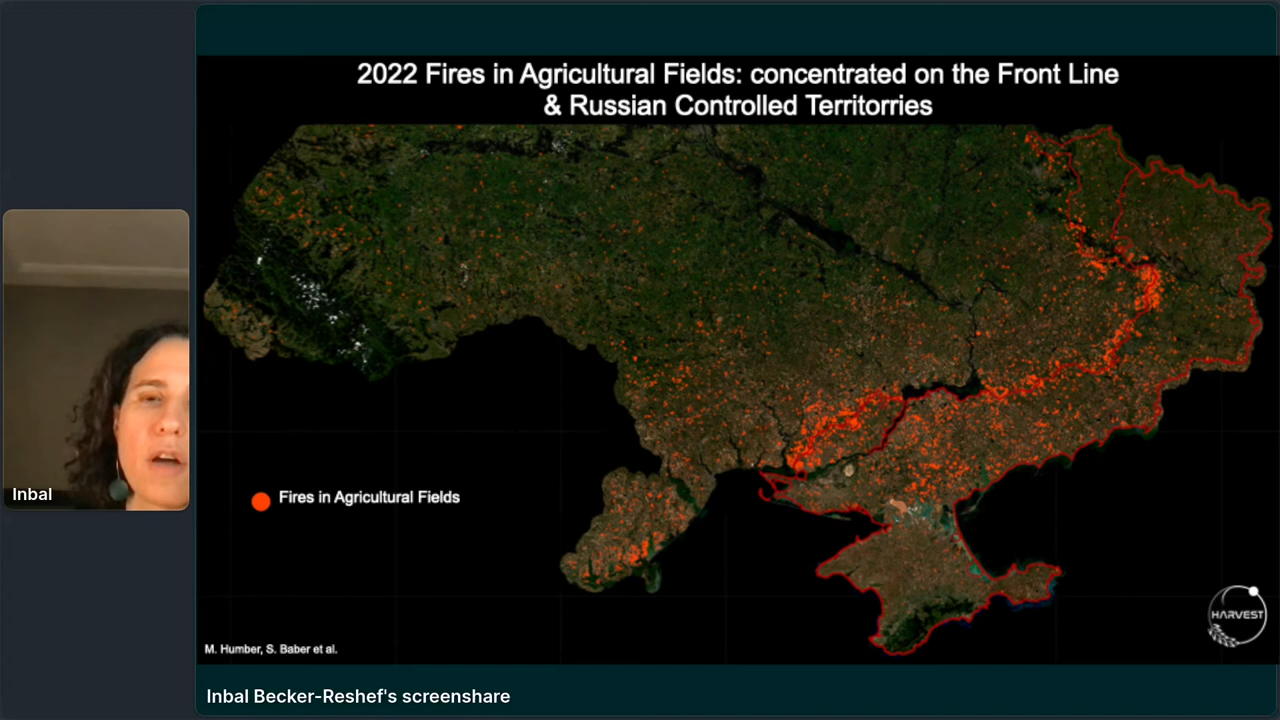 2022 Fires in Agricultural Fields: concentrated on the Front Line
& Russian Controlled Territorries
Inbal
Fires in Agricultural Fields
HARVEST
M. Humber, S. Baber et al.
Inbal Becker-Reshef's screenshare